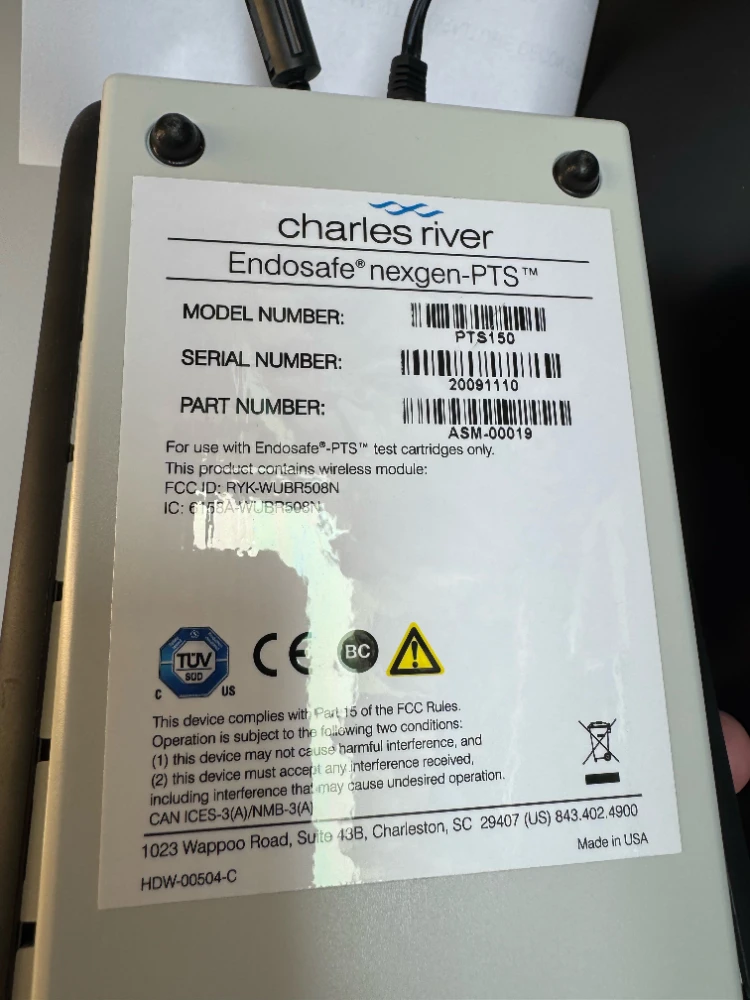 charles river
Endosafe® nexgen-PTS™
MODEL NUMBER:
PTS150
SERIAL NUMBER:
20091110
PART NUMBER:
ASM-00019
For use with Endosafe®-PTS™ test cartridges only.
This product contains wireless module:
FCC ID: RYK-WUBR508N
IC: 6158A-WUBR508N
TÜV
SÜD
C US
CE
BC
This device complies with Part 15 of the FCC Rules.
Operation is subject to the following two conditions:
(1) this device may not cause harmful interference, and
(2) this device must accept any interference received,
including interference that may cause undesired operation.
CAN ICES-3(A)/NMB-3(A)
1023 Wappoo Road, Suite 43B, Charleston, SC 29407 (US) 843.402.4900
Made in USA
HDW-00504-C